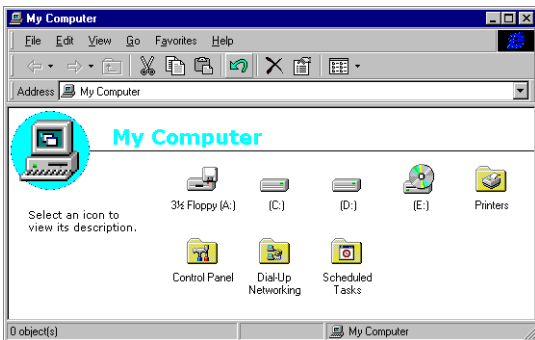 My Computer
File Edit View Go Favorites Help
Address My Computer
My Computer
Select an icon to
view its description.
3½ Floppy (A:) (C:) (D:) (E:) Printers
Control Panel Dial-Up Networking Scheduled Tasks
0 object(s) My Computer